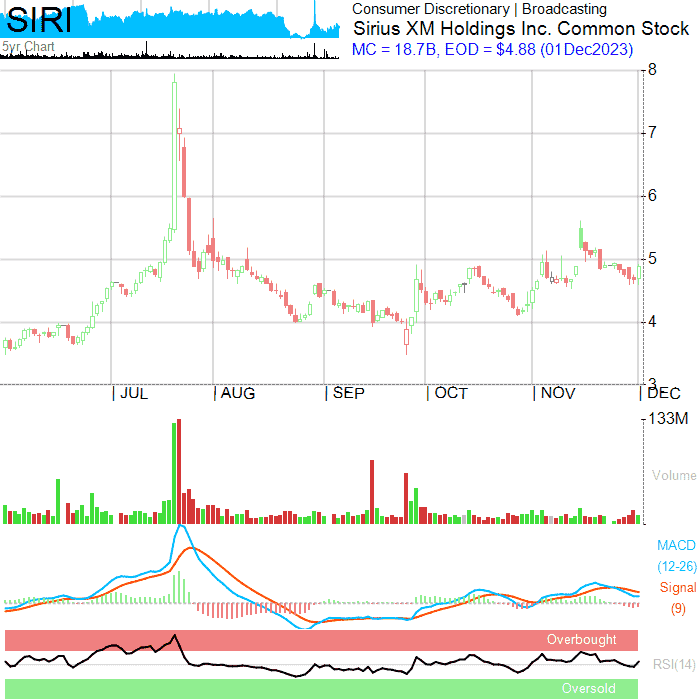 SIRI
Consumer Discretionary | Broadcasting
Sirius XM Holdings Inc. Common Stock
5yr Chart
MC = 18.7B, EOD = $4.88 (01Dec2023)
8
7
6
5
4
3
| JUL | AUG | SEP | OCT | NOV | DEC
133M
Volume
MACD
(12-26)
Signal
(9)
Overbought
RSI(14)
Oversold